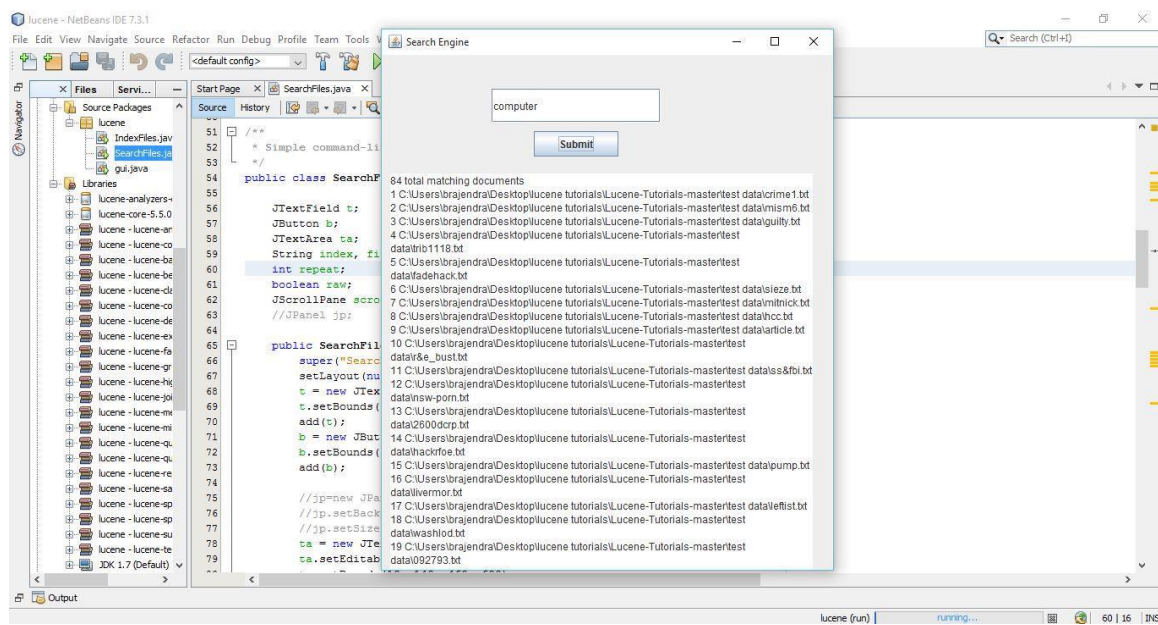 lucene - NetBeans IDE 7.3.1
File Edit View Navigate Source Refactor Run Debug Profile Team Tools
Search (Ctrl+I)
<default config>
Files Servi...
Start Page SearchFiles.java
Navigator
Source History
Source Packages
lucene
IndexFiles.jav
SearchFiles.ja
gui.java
Libraries
lucene-analyzers-
lucene-core-5.5.0
lucene - lucene-an
lucene - lucene-co
lucene - lucene-ba
lucene - lucene-be
lucene - lucene-cla
lucene - lucene-co
lucene - lucene-de
lucene - lucene-ex
lucene - lucene-fa
lucene - lucene-gr
lucene - lucene-hig
lucene - lucene-joi
lucene - lucene-me
lucene - lucene-mi
lucene - lucene-qu
lucene - lucene-qu
lucene - lucene-re
lucene - lucene-sa
lucene - lucene-sp
lucene - lucene-sp
lucene - lucene-su
lucene - lucene-te
JDK 1.7 (Default)
51 /**
52 * Simple command-li
53 */
54 public class SearchF
55
56 JTextField t;
57 JButton b;
58 JTextArea ta;
59 String index, fi
60 int repeat;
61 boolean raw;
62 JScrollPane scro
63 //JPanel jp;
64
65 public SearchFil
66 super("Searc
67 setLayout(nu
68 t = new JTex
69 t.setBounds(
70 add(t);
71 b = new JBut
72 b.setBounds(
73 add(b);
74
75 //jp=new JPa
76 //jp.setBack
77 //jp.setSize
78 ta = new JTe
79 ta.setEditab
Search Engine
computer
Submit
84 total matching documents
1 C:\Users\brajendra\Desktop\lucene tutorials\Lucene-Tutorials-master\test data\crime1.txt
2 C:\Users\brajendra\Desktop\lucene tutorials\Lucene-Tutorials-master\test data\mism6.txt
3 C:\Users\brajendra\Desktop\lucene tutorials\Lucene-Tutorials-master\test data\guilty.txt
4 C:\Users\brajendra\Desktop\lucene tutorials\Lucene-Tutorials-master\test
data\trib1118.txt
5 C:\Users\brajendra\Desktop\lucene tutorials\Lucene-Tutorials-master\test
data\fadehack.txt
6 C:\Users\brajendra\Desktop\lucene tutorials\Lucene-Tutorials-master\test data\sieze.txt
7 C:\Users\brajendra\Desktop\lucene tutorials\Lucene-Tutorials-master\test data\mitnick.txt
8 C:\Users\brajendra\Desktop\lucene tutorials\Lucene-Tutorials-master\test data\hcc.txt
9 C:\Users\brajendra\Desktop\lucene tutorials\Lucene-Tutorials-master\test data\article.txt
10 C:\Users\brajendra\Desktop\lucene tutorials\Lucene-Tutorials-master\test
data\r&e_bust.txt
11 C:\Users\brajendra\Desktop\lucene tutorials\Lucene-Tutorials-master\test data\ss&fbi.txt
12 C:\Users\brajendra\Desktop\lucene tutorials\Lucene-Tutorials-master\test
data\nsw-porn.txt
13 C:\Users\brajendra\Desktop\lucene tutorials\Lucene-Tutorials-master\test
data\2600dcrp.txt
14 C:\Users\brajendra\Desktop\lucene tutorials\Lucene-Tutorials-master\test
data\hackrfoe.txt
15 C:\Users\brajendra\Desktop\lucene tutorials\Lucene-Tutorials-master\test data\pump.txt
16 C:\Users\brajendra\Desktop\lucene tutorials\Lucene-Tutorials-master\test
data\livermor.txt
17 C:\Users\brajendra\Desktop\lucene tutorials\Lucene-Tutorials-master\test data\leftist.txt
18 C:\Users\brajendra\Desktop\lucene tutorials\Lucene-Tutorials-master\test
data\washlod.txt
19 C:\Users\brajendra\Desktop\lucene tutorials\Lucene-Tutorials-master\test
data\092793.txt
Output
lucene (run) running... 60 | 16 INS